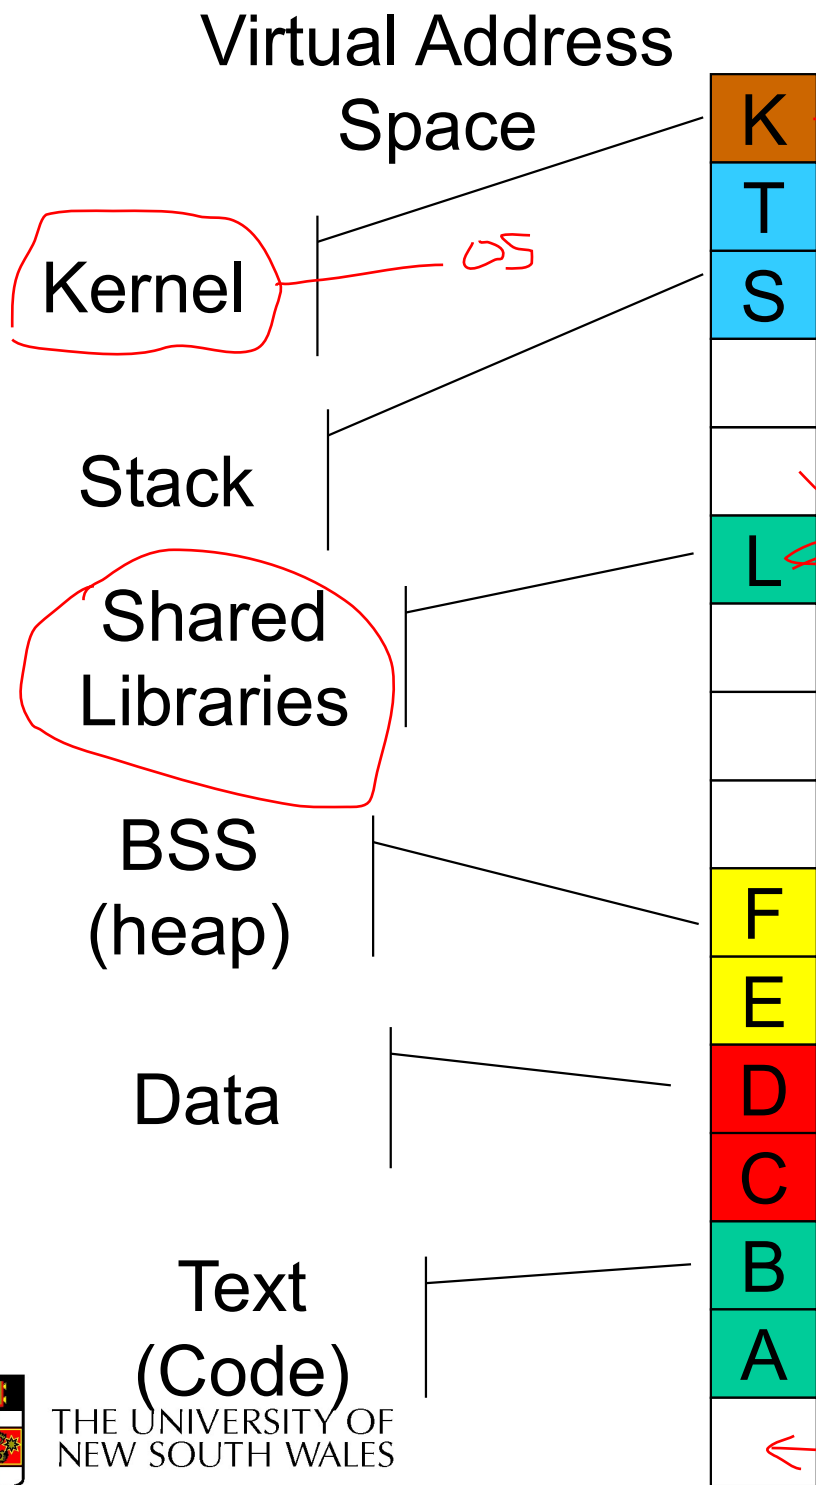 Virtual Address
Space
K
T
Kernel
OS
S
Stack
L
Shared
Libraries
BSS
(heap)
F
E
Data
D
C
Text
(Code)
B
A
THE UNIVERSITY OF
NEW SOUTH WALES